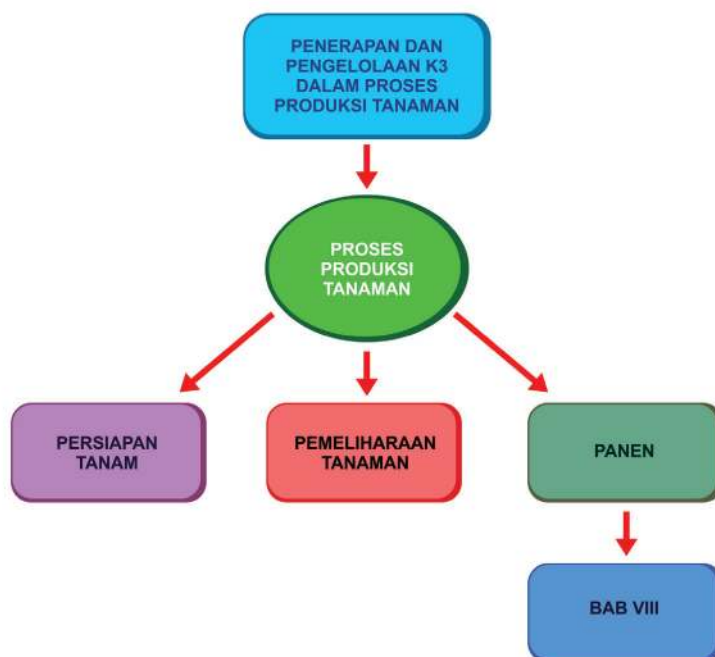 PENERAPAN DAN
PENGELOLAAN K3
DALAM PROSES
PRODUKSI TANAMAN
PROSES
PRODUKSI
TANAMAN
PERSIAPAN
TANAM
PEMELIHARAAN
TANAMAN
PANEN
BAB VIII